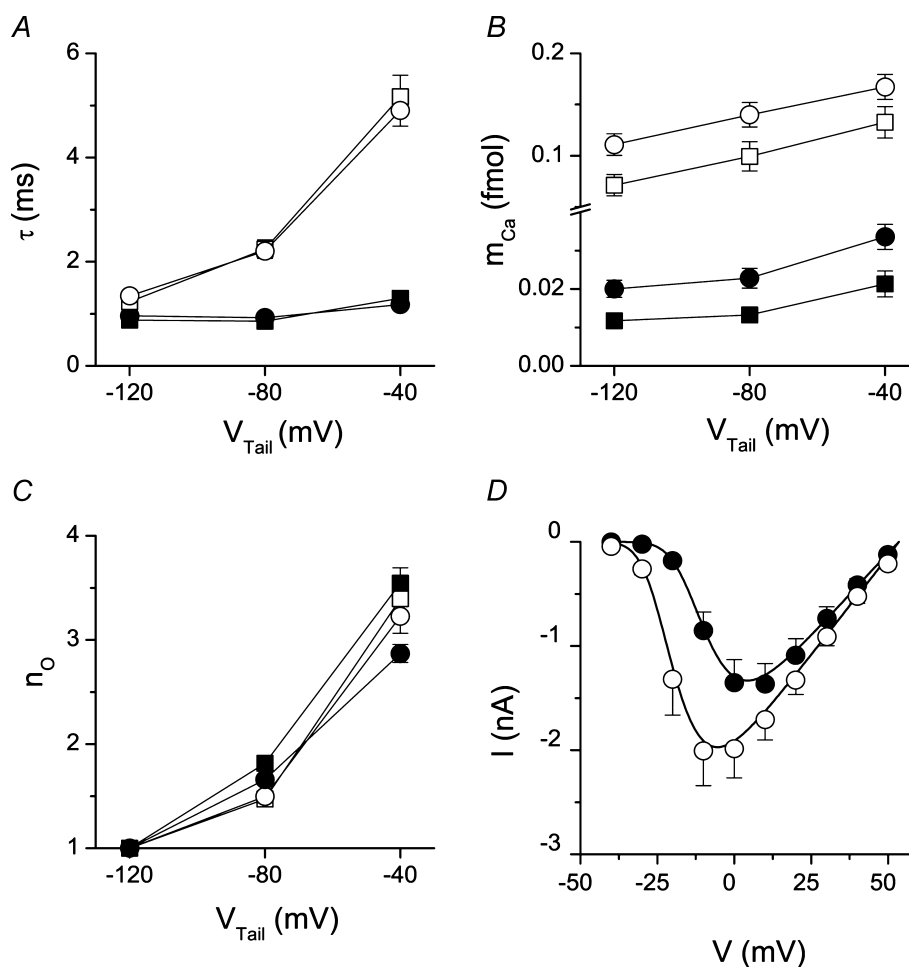 A
6
4
2
0
τ (ms)
-120 -80 -40
V_Tail (mV)
B
0.2
0.1
0.02
0.00
m_Ca (fmol)
-120 -80 -40
V_Tail (mV)
C
4
3
2
1
n_O
-120 -80 -40
V_Tail (mV)
D
0
-1
-2
-3
I (nA)
-50 -25 0 25 50
V (mV)